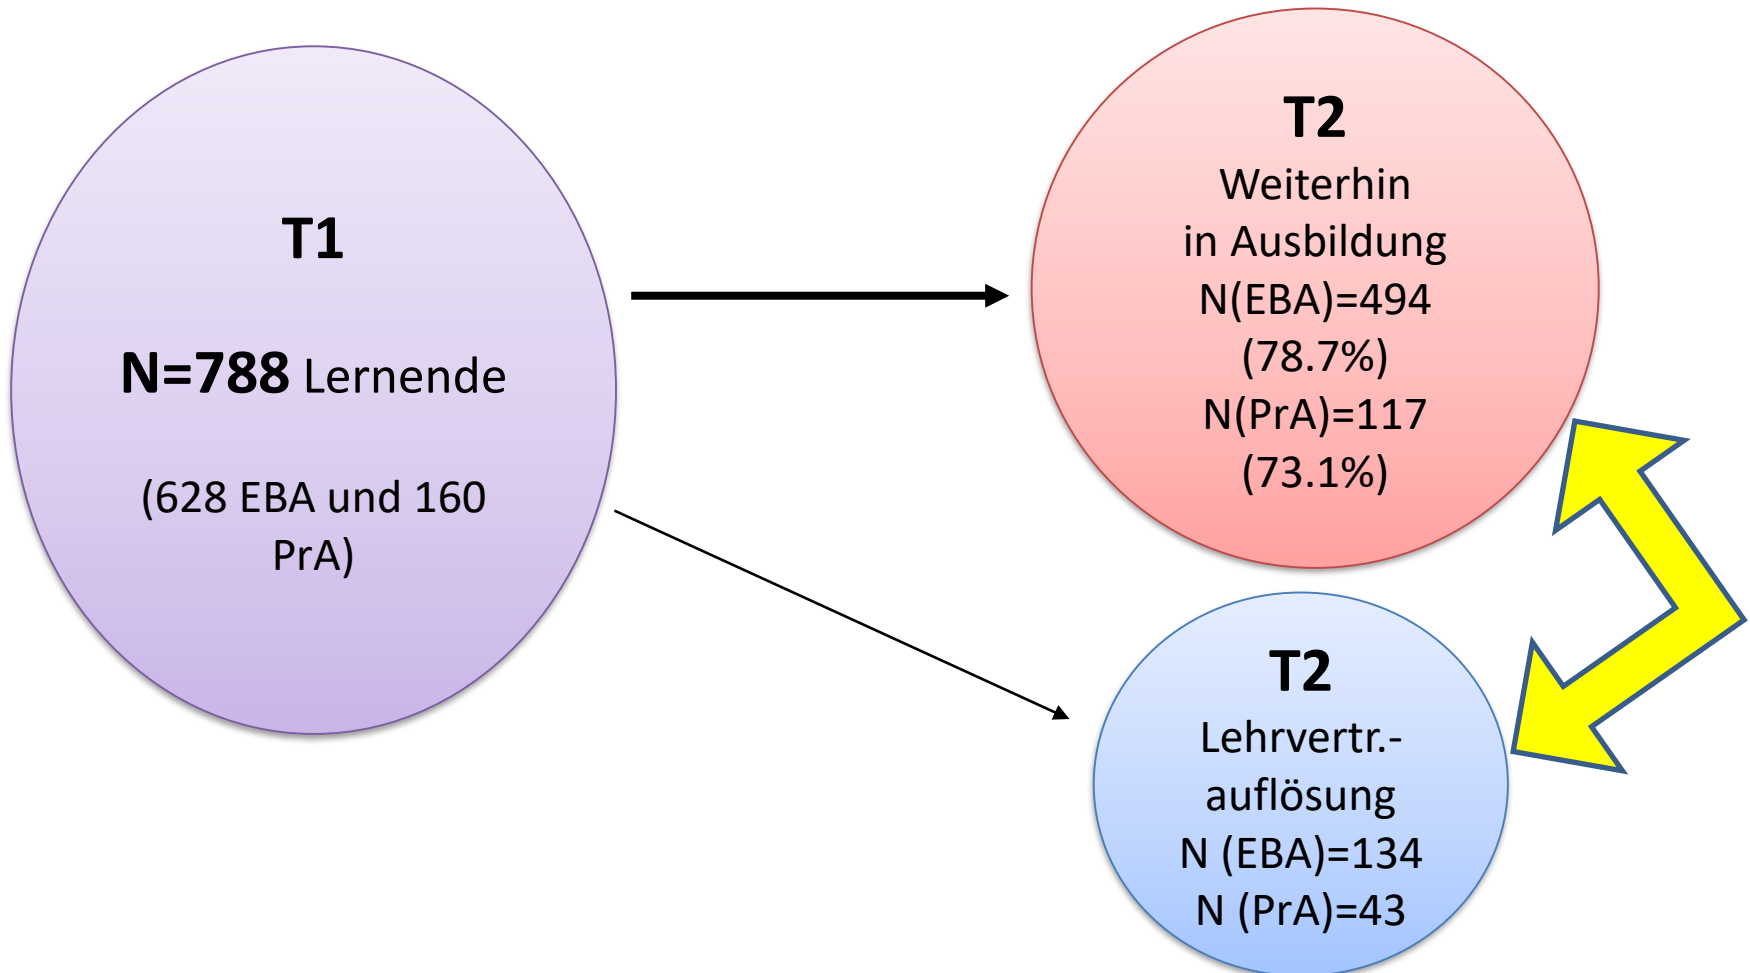 T1
N=788 Lernende
(628 EBA und 160
PrA)
T2
Weiterhin
in Ausbildung
N(EBA)=494
(78.7%)
N(PrA)=117
(73.1%)
T2
Lehrvertr.-
auflösung
N (EBA)=134
N (PrA)=43